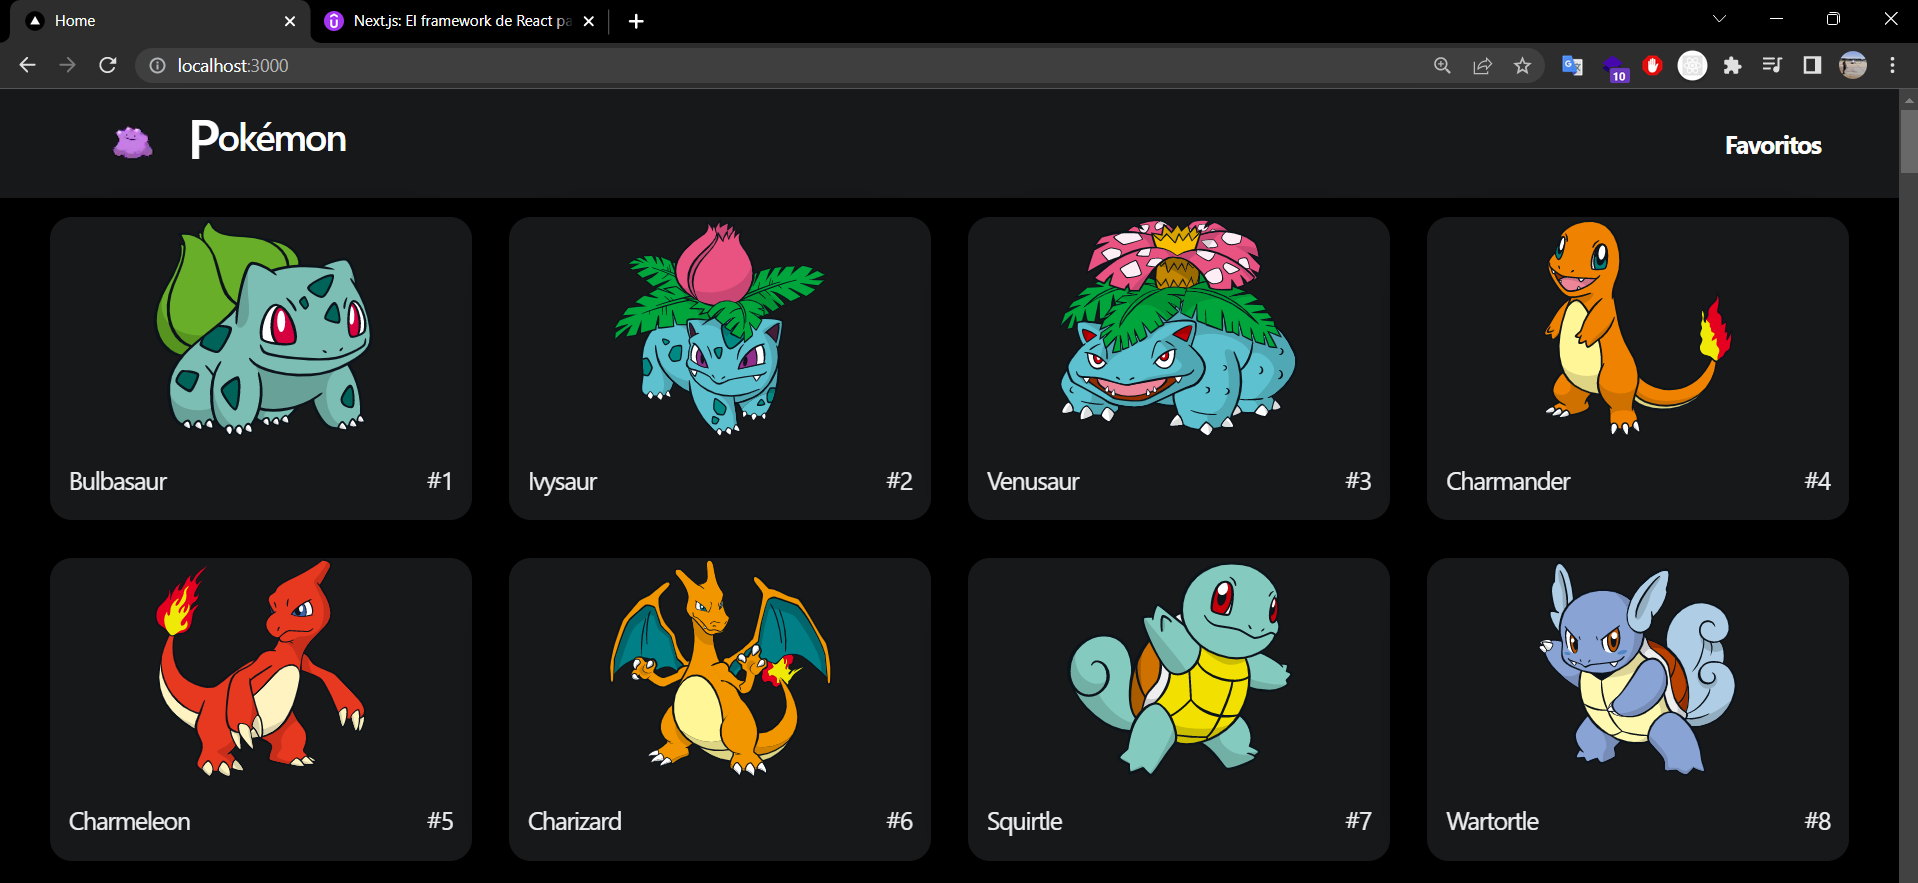 Home
Next.js: El framework de React pa
localhost:3000
10
Pokémon
Favoritos
Bulbasaur #1
Ivysaur #2
Venusaur #3
Charmander #4
Charmeleon #5
Charizard #6
Squirtle #7
Wartortle #8